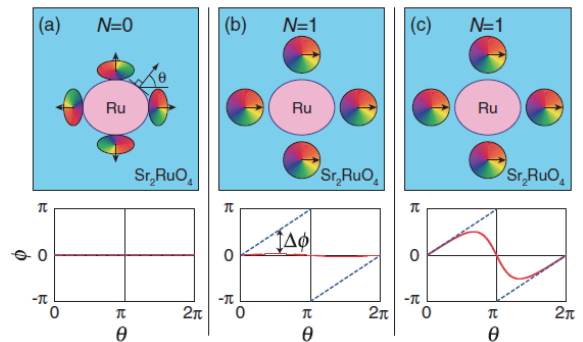 (a) N=0
θ
Ru
Sr2RuO4
(b) N=1
Ru
Sr2RuO4
(c) N=1
Ru
Sr2RuO4
ϕ
π
0
-π
0 π 2π
θ
π
0
-π
Δϕ
0 π 2π
θ
π
0
-π
0 π 2π
θ